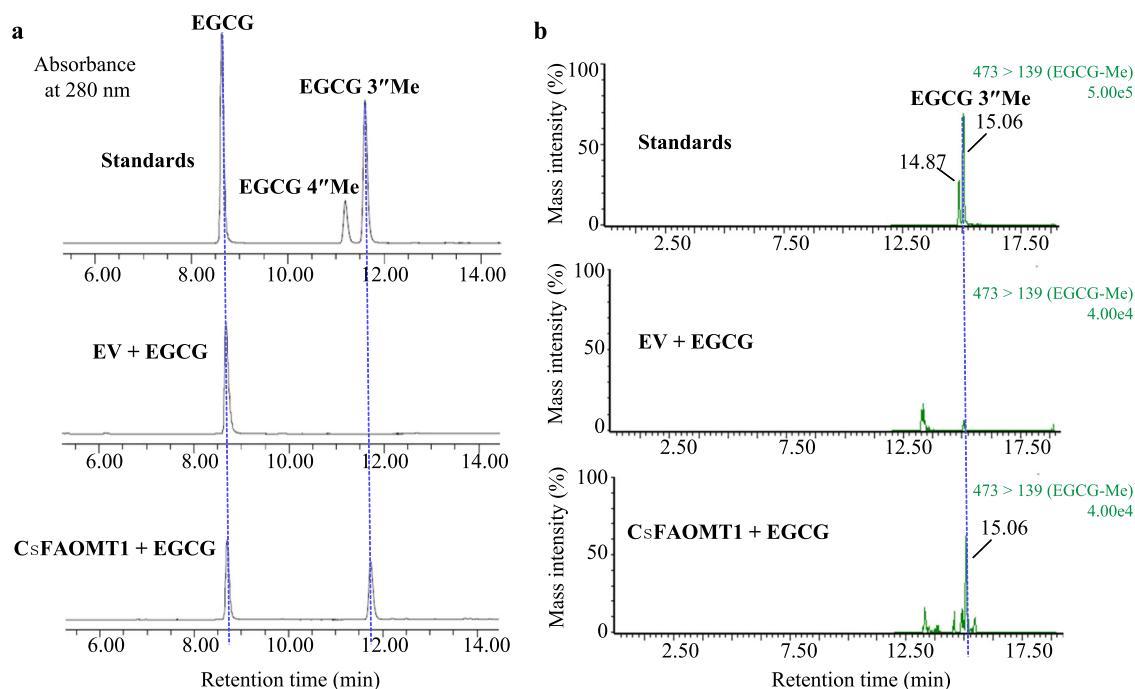 a
EGCG
Absorbance
at 280 nm
EGCG 3″Me
Standards
EGCG 4″Me
6.00 8.00 10.00 12.00 14.00
EV + EGCG
6.00 8.00 10.00 12.00 14.00
CsFAOMT1 + EGCG
6.00 8.00 10.00 12.00 14.00
Retention time (min)
b
Mass intensity (%)
100
50
0
473 > 139 (EGCG-Me)
5.00e5
EGCG 3″Me
Standards
15.06
14.87
2.50 7.50 12.50 17.50
Mass intensity (%)
100
50
0
473 > 139 (EGCG-Me)
4.00e4
EV + EGCG
2.50 7.50 12.50 17.50
Mass intensity (%)
100
50
0
473 > 139 (EGCG-Me)
4.00e4
CsFAOMT1 + EGCG
15.06
2.50 7.50 12.50 17.50
Retention time (min)